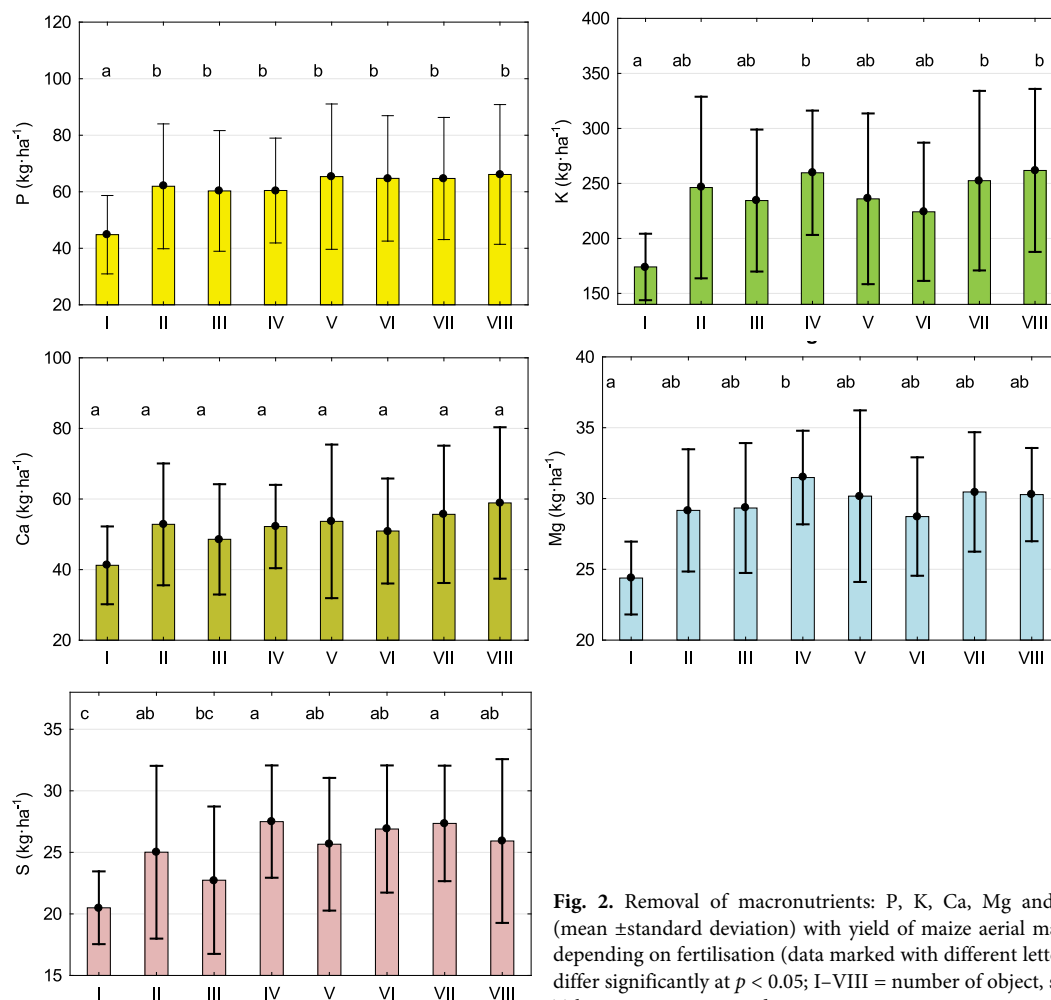 120
100
80
60
40
20
P (kg·ha⁻¹)
a b b b b b b b
I II III IV V VI VII VIII
400
350
300
250
200
150
K (kg·ha⁻¹)
a ab ab b ab ab b b
I II III IV V VI VII VIII
100
80
60
40
20
Ca (kg·ha⁻¹)
a a a a a a a a
I II III IV V VI VII VIII
40
35
30
25
20
Mg (kg·ha⁻¹)
a ab ab b ab ab ab ab
I II III IV V VI VII VIII
35
30
25
20
15
S (kg·ha⁻¹)
c ab bc a ab ab a ab
I II III IV V VI VII VIII
Fig. 2. Removal of macronutrients: P, K, Ca, Mg and
(mean ±standard deviation) with yield of maize aerial
depending on fertilisation (data marked with different
differ significantly at p < 0.05; I–VIII = number of object,